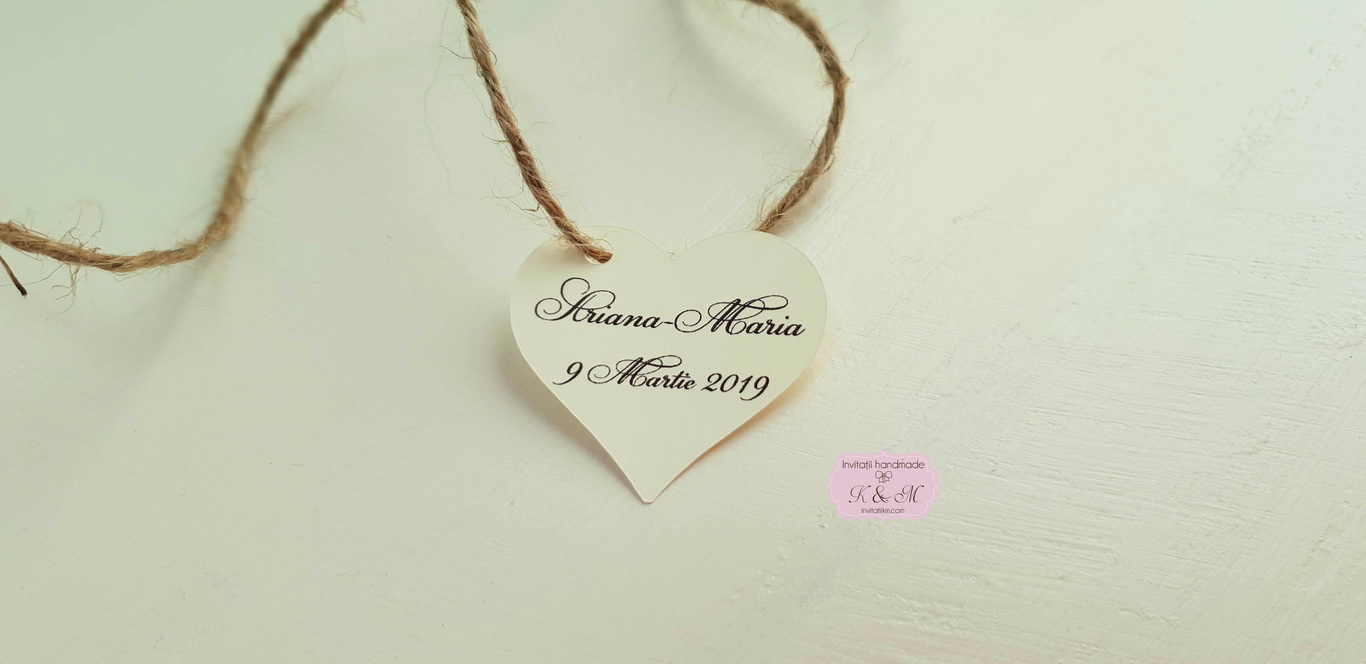 Ariana-Maria
9 Martie 2019
Invitații handmade
K & M
invitatiikm.com